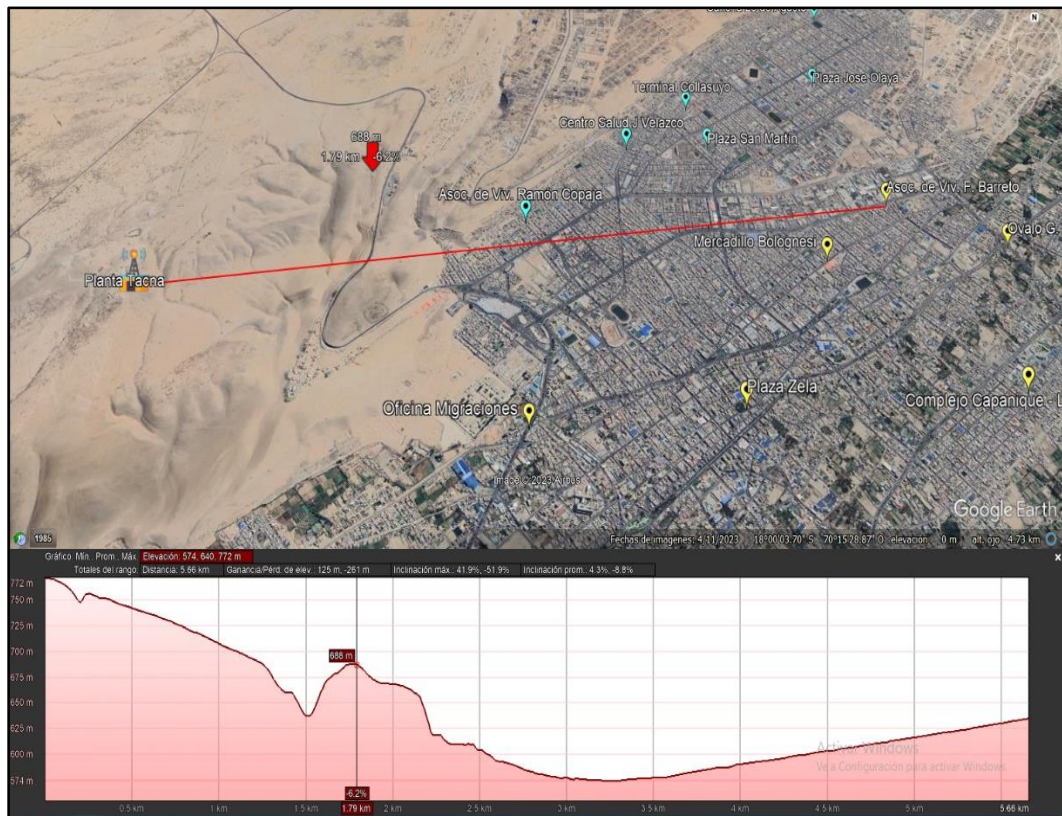 N
Plaza Jose Olaya
Terminal Collasuyo
Centro Salud J Velazco
Plaza San Martin
688 m
1.79 km -6.2%
Asoc. de Viv. Ramón Copaja
Asoc. de Viv. F. Barreto
Ovalo G.
Mercadillo Bolognesi
Planta Tacna
Plaza Zela
Complejo Capanique - L
Oficina Migraciones
Image © 2023 Airbus
Google Earth
1985
Fechas de imágenes: 4/11/2023 18°00'03.70" S 70°15'28.87" O elevación 0 m alt. ojo 4.73 km
Gráfico: Mín., Prom., Máx. Elevación: 574, 640, 772 m
Totales del rango: Distancia: 5.66 km Ganancia/Pérd. de elev.: 125 m, -261 m Inclinación máx.: 41.9%, -51.9% Inclinación prom.: 4.3%, -8.8%
772 m
750 m
700 m
688 m
675 m
650 m
625 m
600 m
574 m
Activar Windows
Ve a Configuración para activar Windows.
-6.2%
0.5 km 1 km 1.5 km 1.79 km 2 km 2.5 km 3 km 3.5 km 4 km 4.5 km 5 km 5.66 km